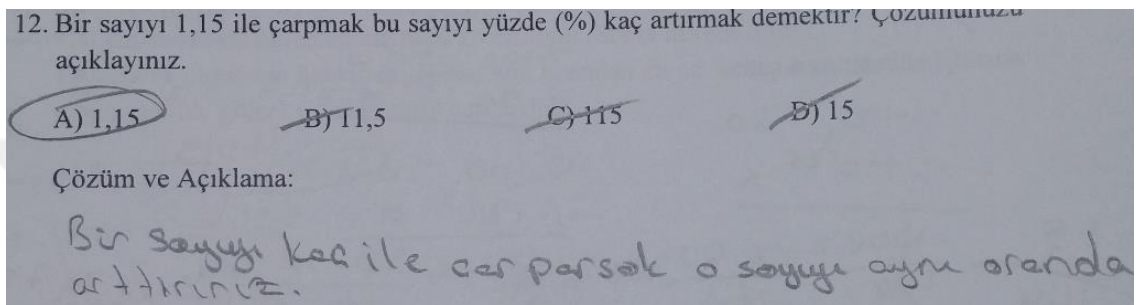 12. Bir sayıyı 1,15 ile çarpmak bu sayıyı yüzde (%) kaç artırmak demektir? Çözümünüzü
açıklayınız.
A) 1,15 B) 11,5 C) 115 D) 15
Çözüm ve Açıklama:
Bir sayıyı kaç ile çarparsak o sayıyı aynı oranda
arttırırız.